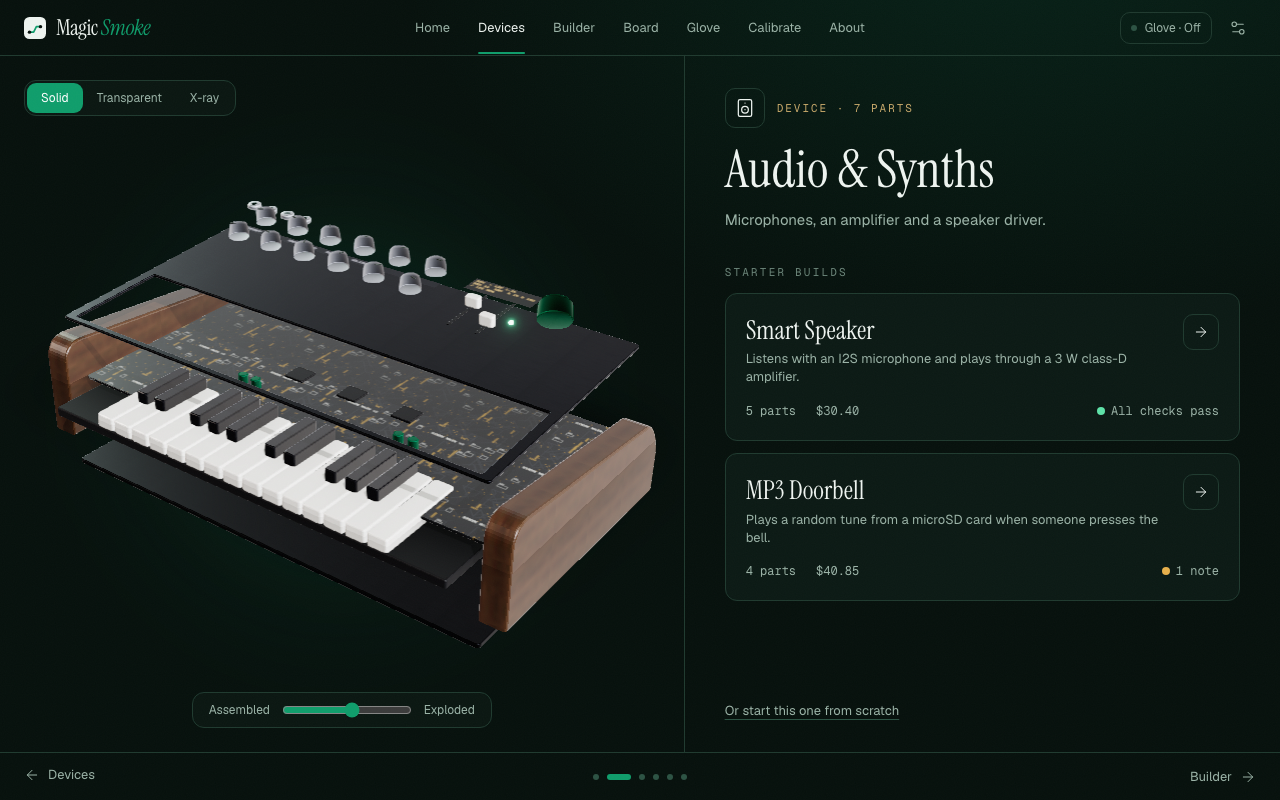 Magic Smoke
Home
Devices
Builder
Board
Glove
Calibrate
About
Glove · Off
Solid
Transparent
X-ray
DEVICE · 7 PARTS
Audio & Synths
Microphones, an amplifier and a speaker driver.
STARTER BUILDS
Smart Speaker
Listens with an I2S microphone and plays through a 3 W class-D
amplifier.
5 parts $30.40
All checks pass
MP3 Doorbell
Plays a random tune from a microSD card when someone presses the
bell.
4 parts $40.85
1 note
Assembled
Exploded
Or start this one from scratch
Devices
Builder